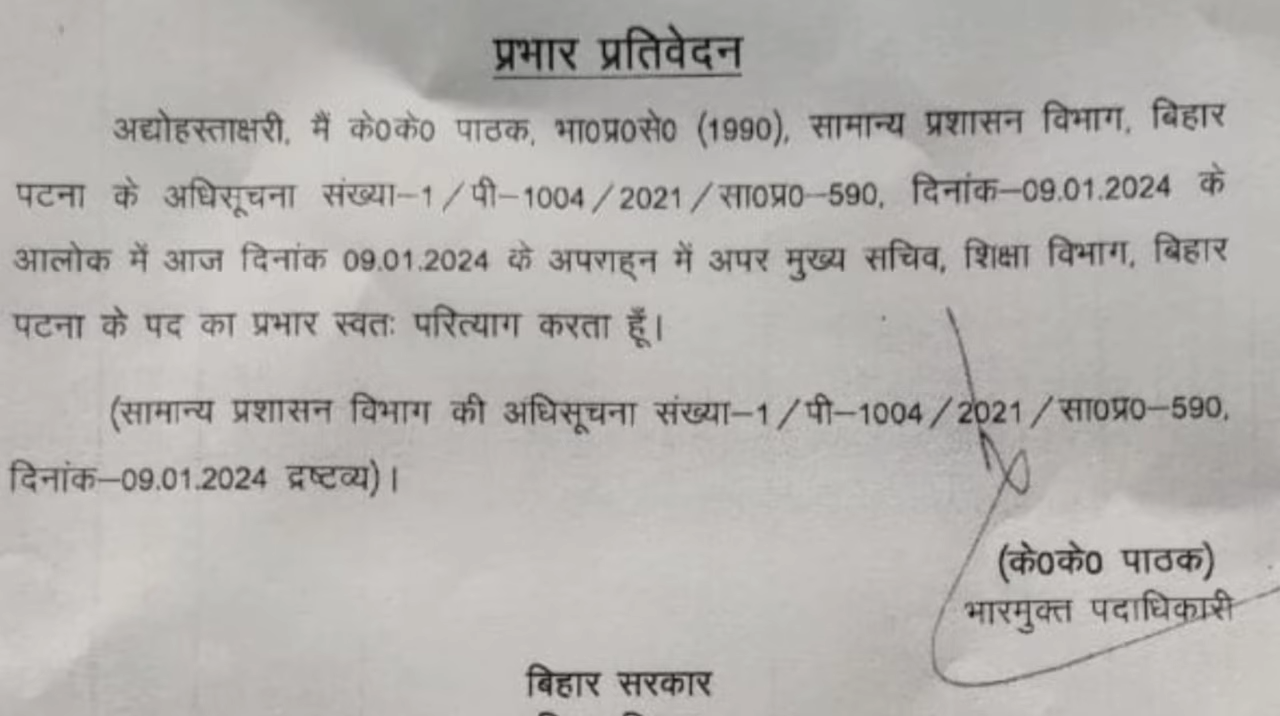 प्रभार प्रतिवेदन
अद्योहस्ताक्षरी, मैं के0के0 पाठक, भा0प्र0से0 (1990), सामान्य प्रशासन विभाग, बिहार
पटना के अधिसूचना संख्या–1/पी–1004/2021/सा0प्र0–590, दिनांक–09.01.2024 के
आलोक में आज दिनांक 09.01.2024 के अपराह्न में अपर मुख्य सचिव, शिक्षा विभाग, बिहार
पटना के पद का प्रभार स्वतः परित्याग करता हूँ।
(सामान्य प्रशासन विभाग की अधिसूचना संख्या–1/पी–1004/2021/सा0प्र0–590,
दिनांक–09.01.2024 द्रष्टव्य)।
(के0के0 पाठक)
भारमुक्त पदाधिकारी
बिहार सरकार